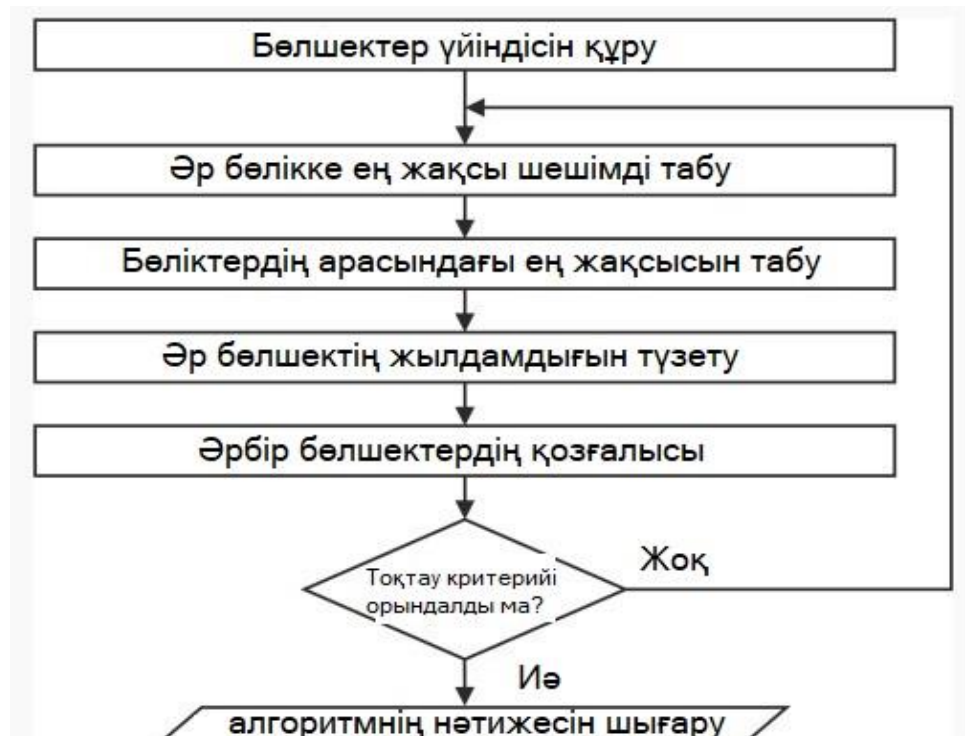 Бөлшектер үйіндісін құру
Әр бөлікке ең жақсы шешімді табу
Бөліктердің арасындағы ең жақсысын табу
Әр бөлшектің жылдамдығын түзету
Әрбір бөлшектердің қозғалысы
Тоқтау критерийі
орындалды ма?
Жоқ
Иә
алгоритмнің нәтижесін шығару